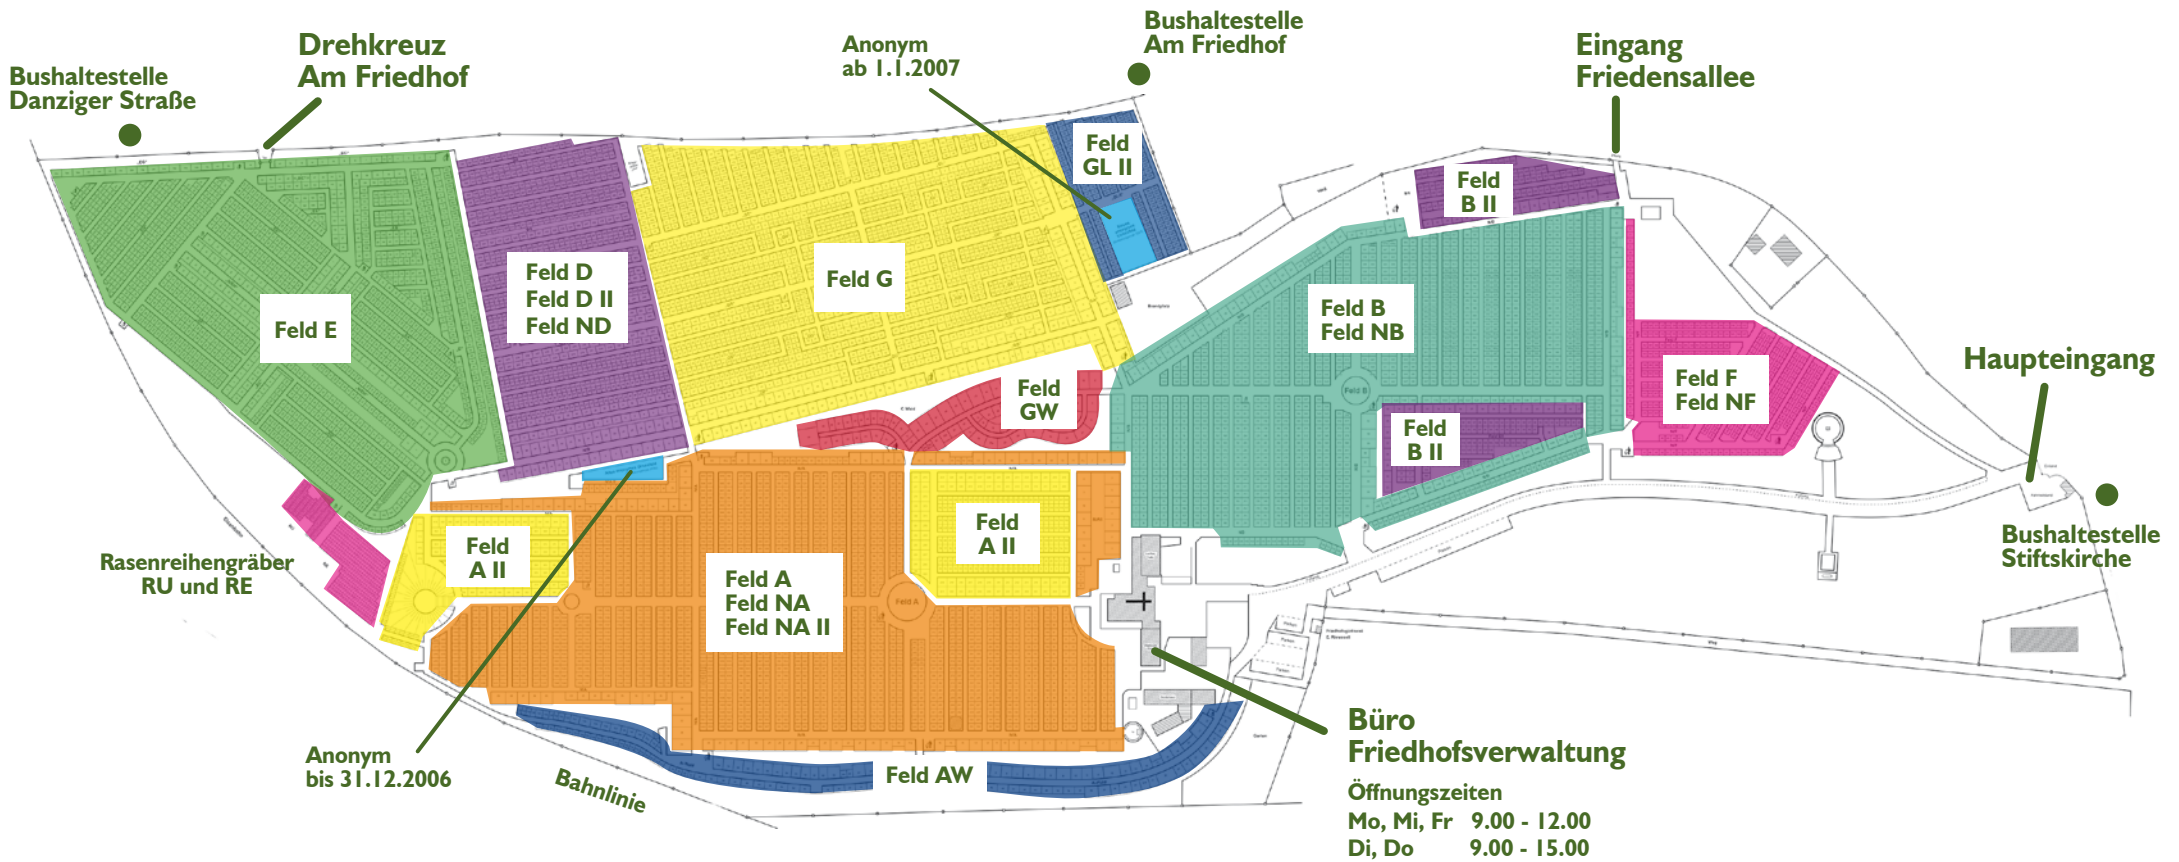 Bushaltestelle
Danziger Straße
Drehkreuz
Am Friedhof
Anonym
ab 1.1.2007
Bushaltestelle
Am Friedhof
Eingang
Friedensallee
Feld
GL II
Feld
B II
Feld D
Feld D II
Feld ND
Feld G
Feld E
Feld B
Feld NB
Feld B
Feld
GW
Feld F
Feld NF
Haupteingang
Feld
B II
Bushaltestelle
Stiftskirche
Feld
A II
Feld
A II
Rasenreihengräber
RU und RE
Feld A
Feld NA
Feld NA II
Feld A
Anonym
bis 31.12.2006
Bahnlinie
Feld AW
Büro
Friedhofsverwaltung
Öffnungszeiten
Mo, Mi, Fr 9.00 - 12.00
Di, Do 9.00 - 15.00